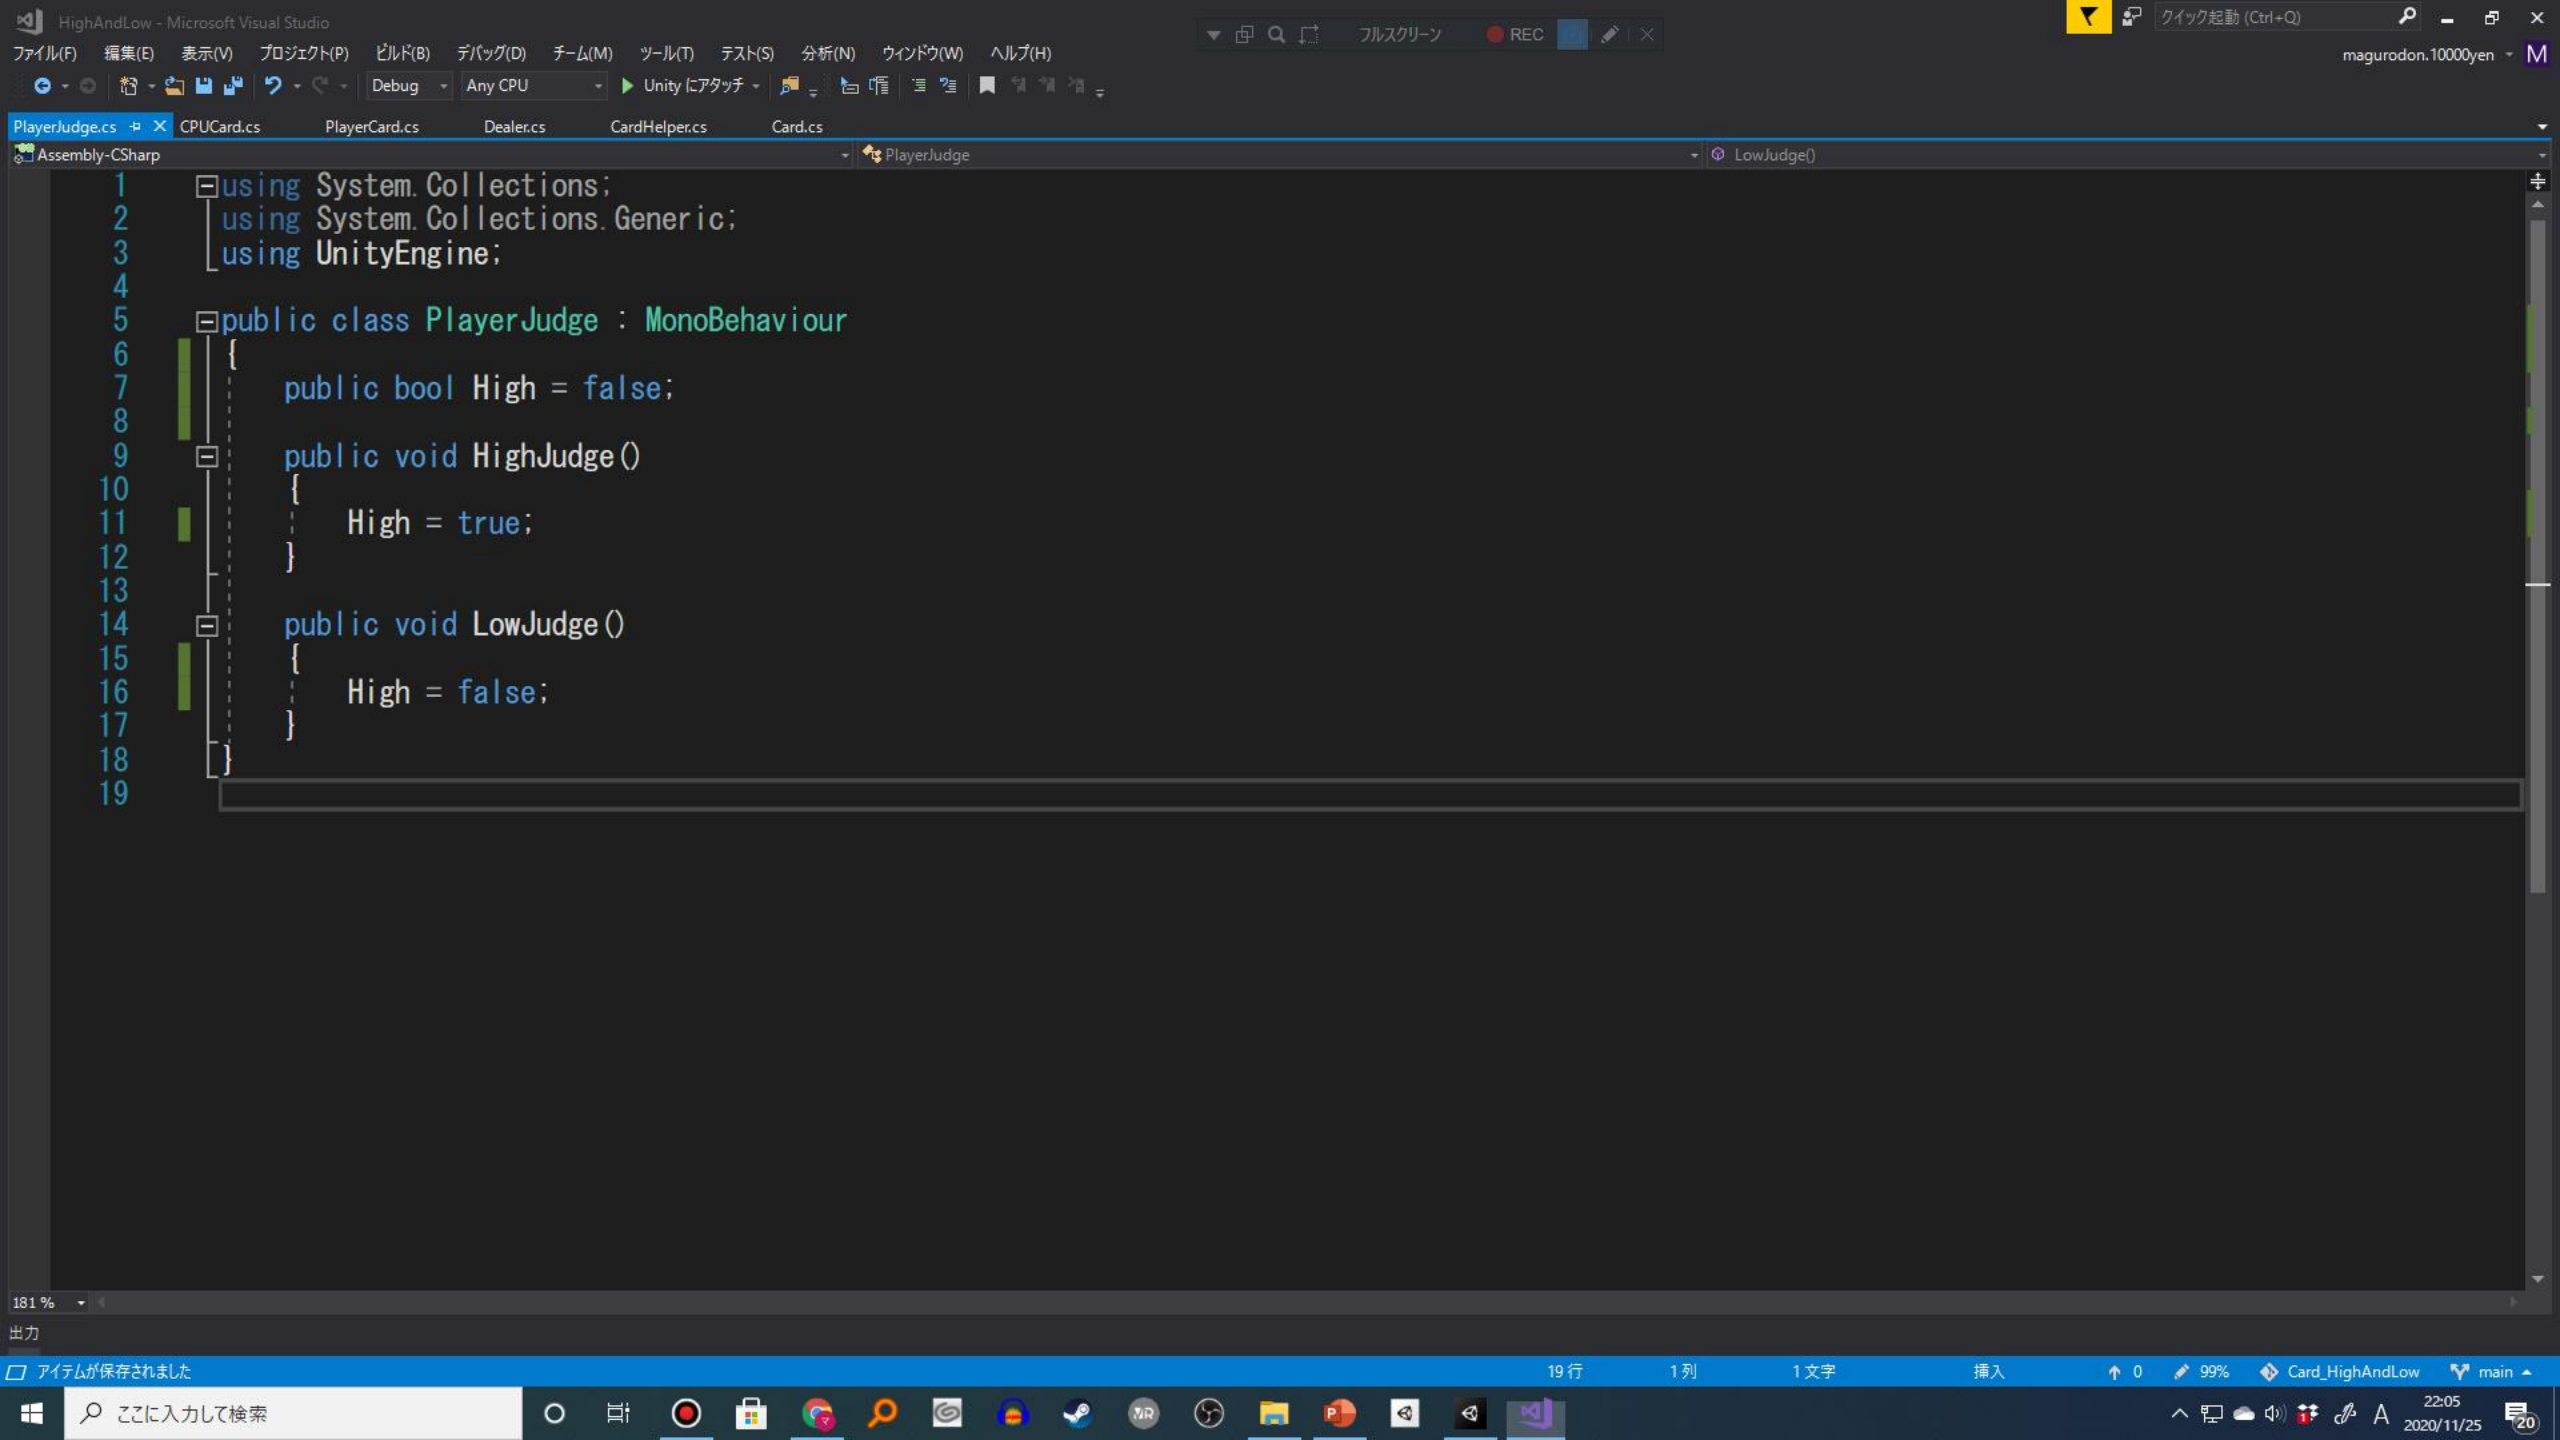 HighAndLow - Microsoft Visual Studio
フルスクリーン
REC
クイック起動 (Ctrl+Q)
ファイル(F) 編集(E) 表示(V) プロジェクト(P) ビルド(B) デバッグ(D) チーム(M) ツール(T) テスト(S) 分析(N) ウィンドウ(W) ヘルプ(H)
magurodon.10000yen M
Debug Any CPU Unity にアタッチ
PlayerJudge.cs CPUCard.cs PlayerCard.cs Dealer.cs CardHelper.cs Card.cs
Assembly-CSharp PlayerJudge LowJudge()
1 using System.Collections;
2 using System.Collections.Generic;
3 using UnityEngine;
4
5 public class PlayerJudge : MonoBehaviour
6 {
7 public bool High = false;
8
9 public void HighJudge()
10 {
11 High = true;
12 }
13
14 public void LowJudge()
15 {
16 High = false;
17 }
18 }
19
181 %
出力
アイテムが保存されました 19 行 1 列 1 文字 挿入 0 99% Card_HighAndLow main
ここに入力して検索
A
22:05
2020/11/25
20